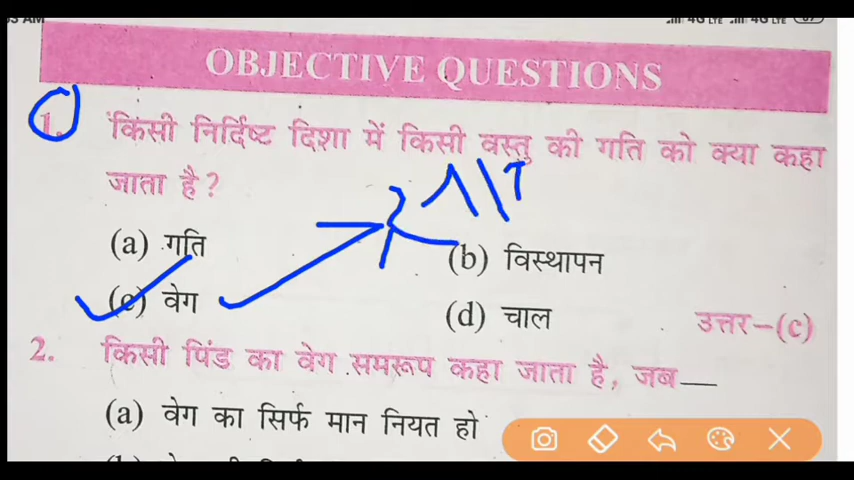 OBJECTIVE QUESTIONS
1. किसी निर्दिष्ट दिशा में किसी वस्तु की गति को क्या कहा
जाता है?
(a) गति
(b) विस्थापन
(c) वेग
(d) चाल
उत्तर–(c)
2. किसी पिंड का वेग समरूप कहा जाता है, जब
(a) वेग का सिर्फ मान नियत हो